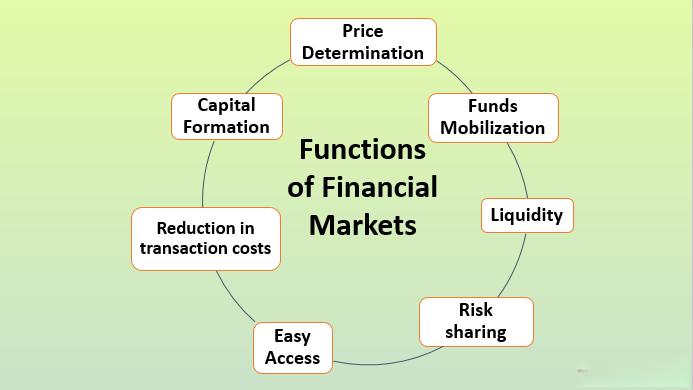 Price
Determination
Capital
Formation
Funds
Mobilization
Functions
of Financial
Markets
Liquidity
Reduction in
transaction costs
Risk
sharing
Easy
Access